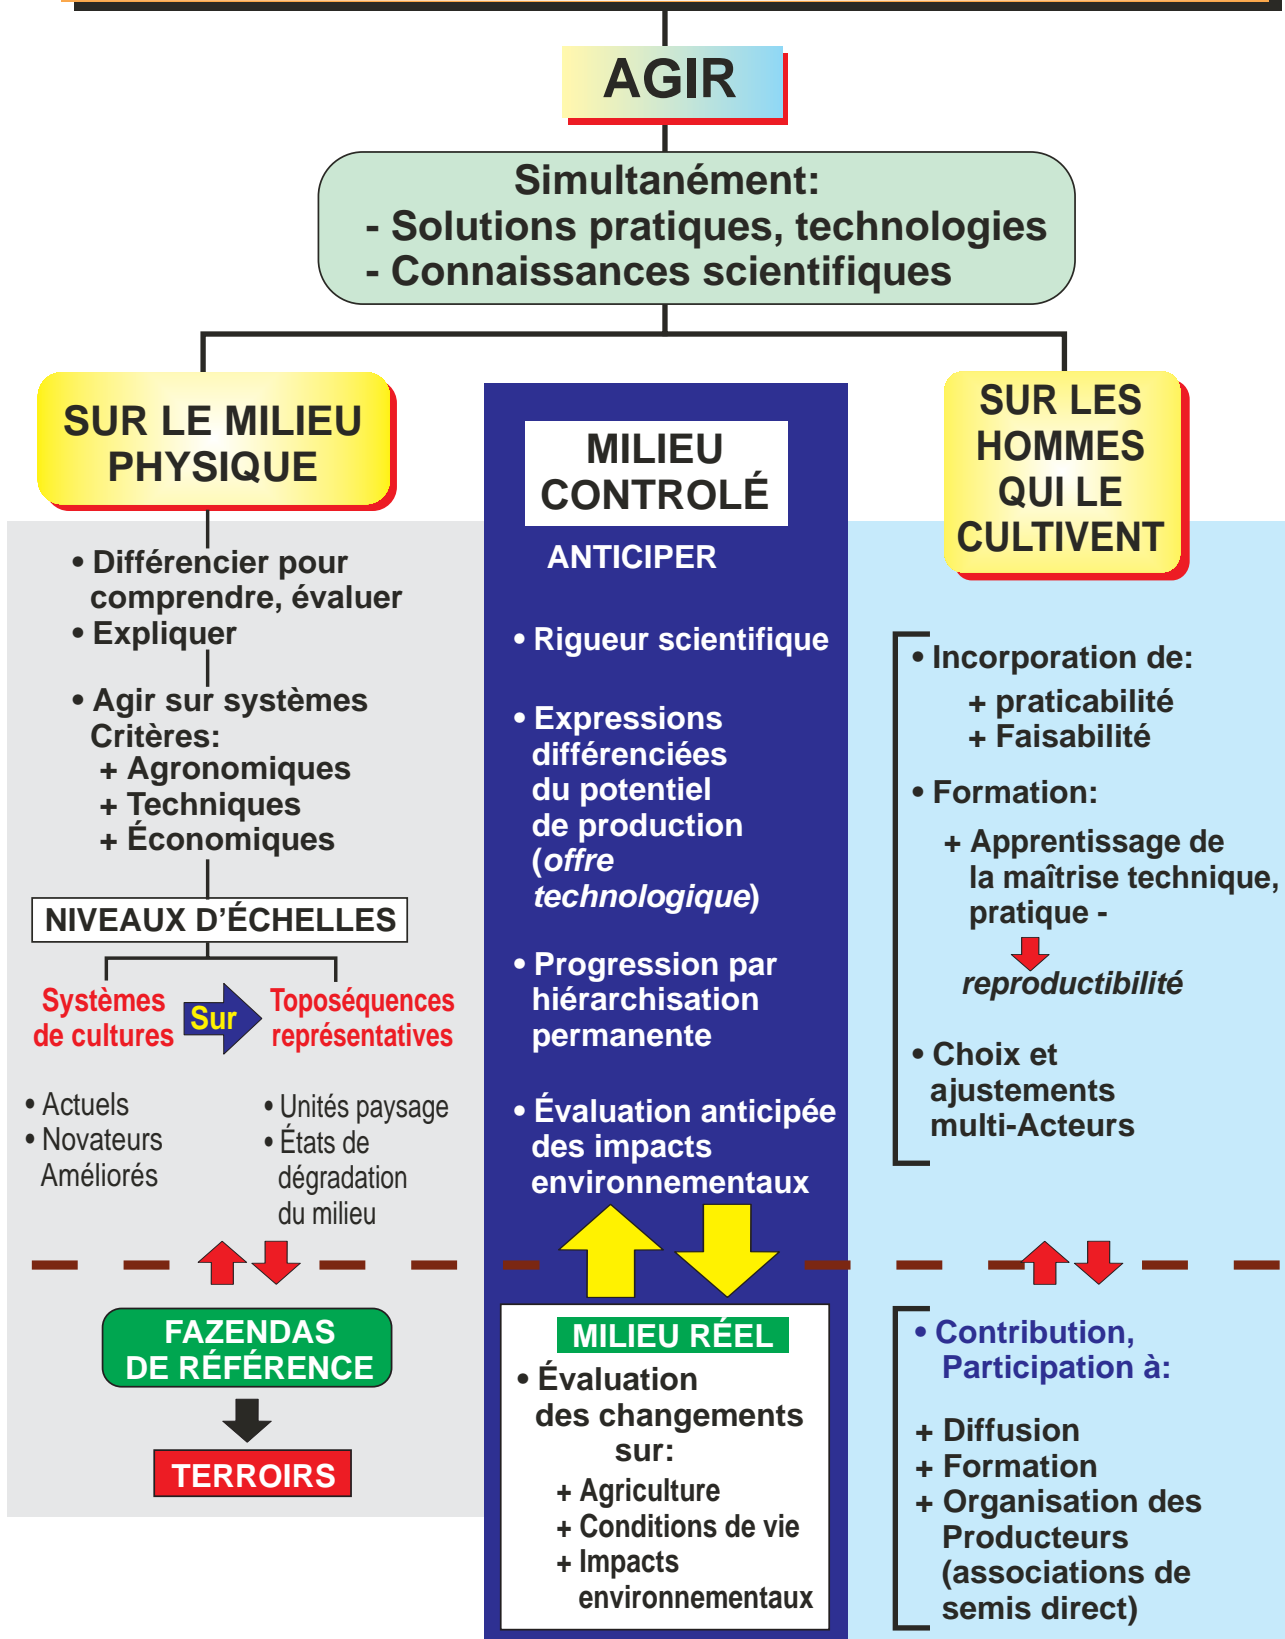 AGIR
Simultanément:
- Solutions pratiques, technologies
- Connaissances scientifiques
SUR LE MILIEU
PHYSIQUE
• Différencier pour
comprendre, évaluer
• Expliquer
• Agir sur systèmes
Critères:
+ Agronomiques
+ Techniques
+ Économiques
NIVEAUX D’ÉCHELLES
Systèmes
de cultures
Sur
Toposéquences
représentatives
• Actuels
• Novateurs
Améliorés
• Unités paysage
• États de
dégradation
du milieu
FAZENDAS
DE RÉFÉRENCE
TERROIRS
MILIEU
CONTROLÉ
ANTICIPER
• Rigueur scientifique
• Expressions
différenciées
du potentiel
de production
(offre
technologique)
• Progression par
hiérarchisation
permanente
• Évaluation anticipée
des impacts
environnementaux
MILIEU RÉEL
• Évaluation
des changements
sur:
+ Agriculture
+ Conditions de vie
+ Impacts
environnementaux
SUR LES
HOMMES
QUI LE
CULTIVENT
• Incorporation de:
+ praticabilité
+ Faisabilité
• Formation:
+ Apprentissage de
la maîtrise technique,
pratique -
reproductibilité
• Choix et
ajustements
multi-Acteurs
• Contribution,
Participation à:
+ Diffusion
+ Formation
+ Organisation des
Producteurs
(associations de
semis direct)